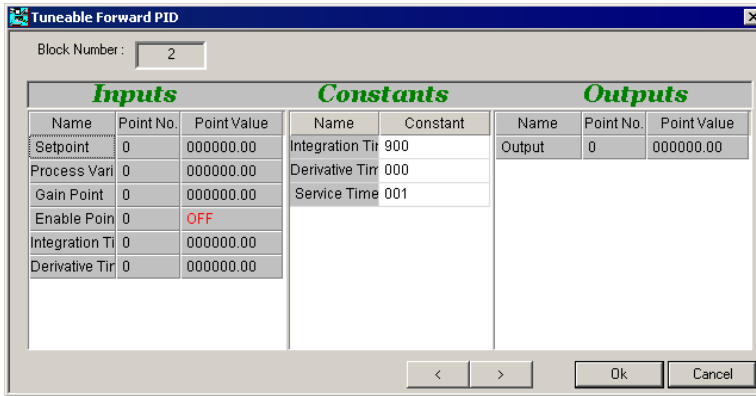 Tuneable Forward PID
Block Number : 2
Inputs Constants Outputs
Name Point No. Point Value Name Constant Name Point No. Point Value
Setpoint 0 000000.00 Integration Tir 900 Output 0 000000.00
Process Vari 0 000000.00 Derivative Tim 000
Gain Point 0 000000.00 Service Time 001
Enable Poin 0 OFF
Integration Ti 0 000000.00
Derivative Tir 0 000000.00
< > Ok Cancel